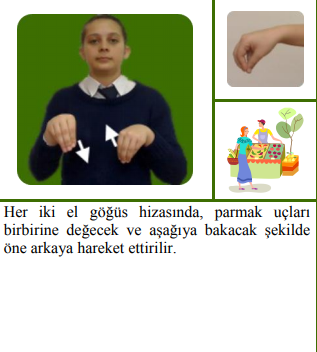 Her iki el göğüs hizasında, parmak uçları
birbirine değecek ve aşağıya bakacak şekilde
öne arkaya hareket ettirilir.